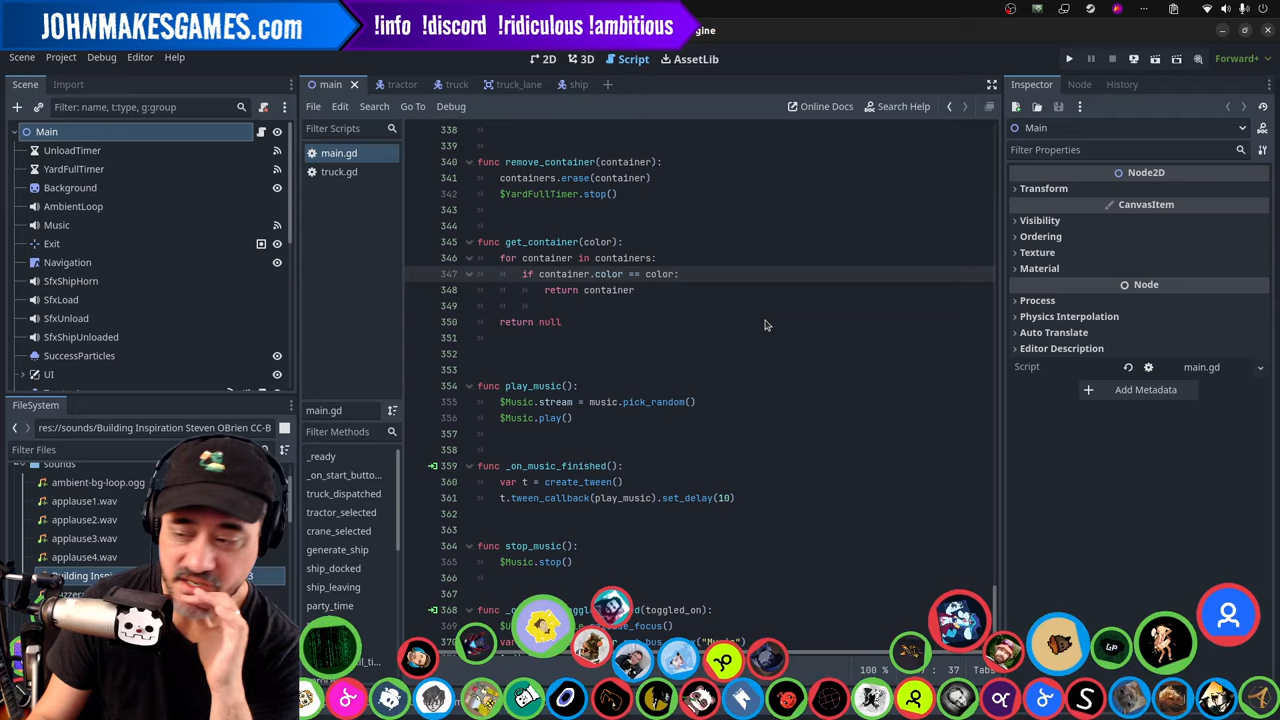 JOHNMAKESGAMES.com
!info !discord !ridiculous !ambitious
gine
Scene Project Debug Editor Help
2D 3D Script AssetLib
Forward+
Scene Import
Filter: name, t:type, g:group
Main
UnloadTimer
YardFullTimer
Background
AmbientLoop
Music
Exit
Navigation
SfxShipHorn
SfxLoad
SfxUnload
SfxShipUnloaded
SuccessParticles
UI
FileSystem
res://sounds/Building Inspiration Steven OBrien CC-B
Filter Files
sounds
ambient-bg-loop.ogg
applause1.wav
applause2.wav
applause3.wav
applause4.wav
Building Inspi
main tractor truck truck_lane ship
File Edit Search Go To Debug
Online Docs Search Help
Filter Scripts
main.gd
truck.gd
main.gd
Filter Methods
_ready
_on_start_butto...
truck_dispatched
tractor_selected
crane_selected
generate_ship
ship_docked
ship_leaving
party_time
338
339
340 func remove_container(container):
341 containers.erase(container)
342 $YardFullTimer.stop()
343
344
345 func get_container(color):
346 for container in containers:
347 if container.color == color:
348 return container
349
350 return null
351
352
353
354 func play_music():
355 $Music.stream = music.pick_random()
356 $Music.play()
357
358
359 func _on_music_finished():
360 var t = create_tween()
361 t.tween_callback(play_music).set_delay(10)
362
363
364 func stop_music():
365 $Music.stop()
366
367
368 func
(toggled_on):
369
370
100 % : 37 Tabs
Inspector Node History
Main
Filter Properties
Node2D
Transform
CanvasItem
Visibility
Ordering
Texture
Material
Node
Process
Physics Interpolation
Auto Translate
Editor Description
Script main.gd
Add Metadata